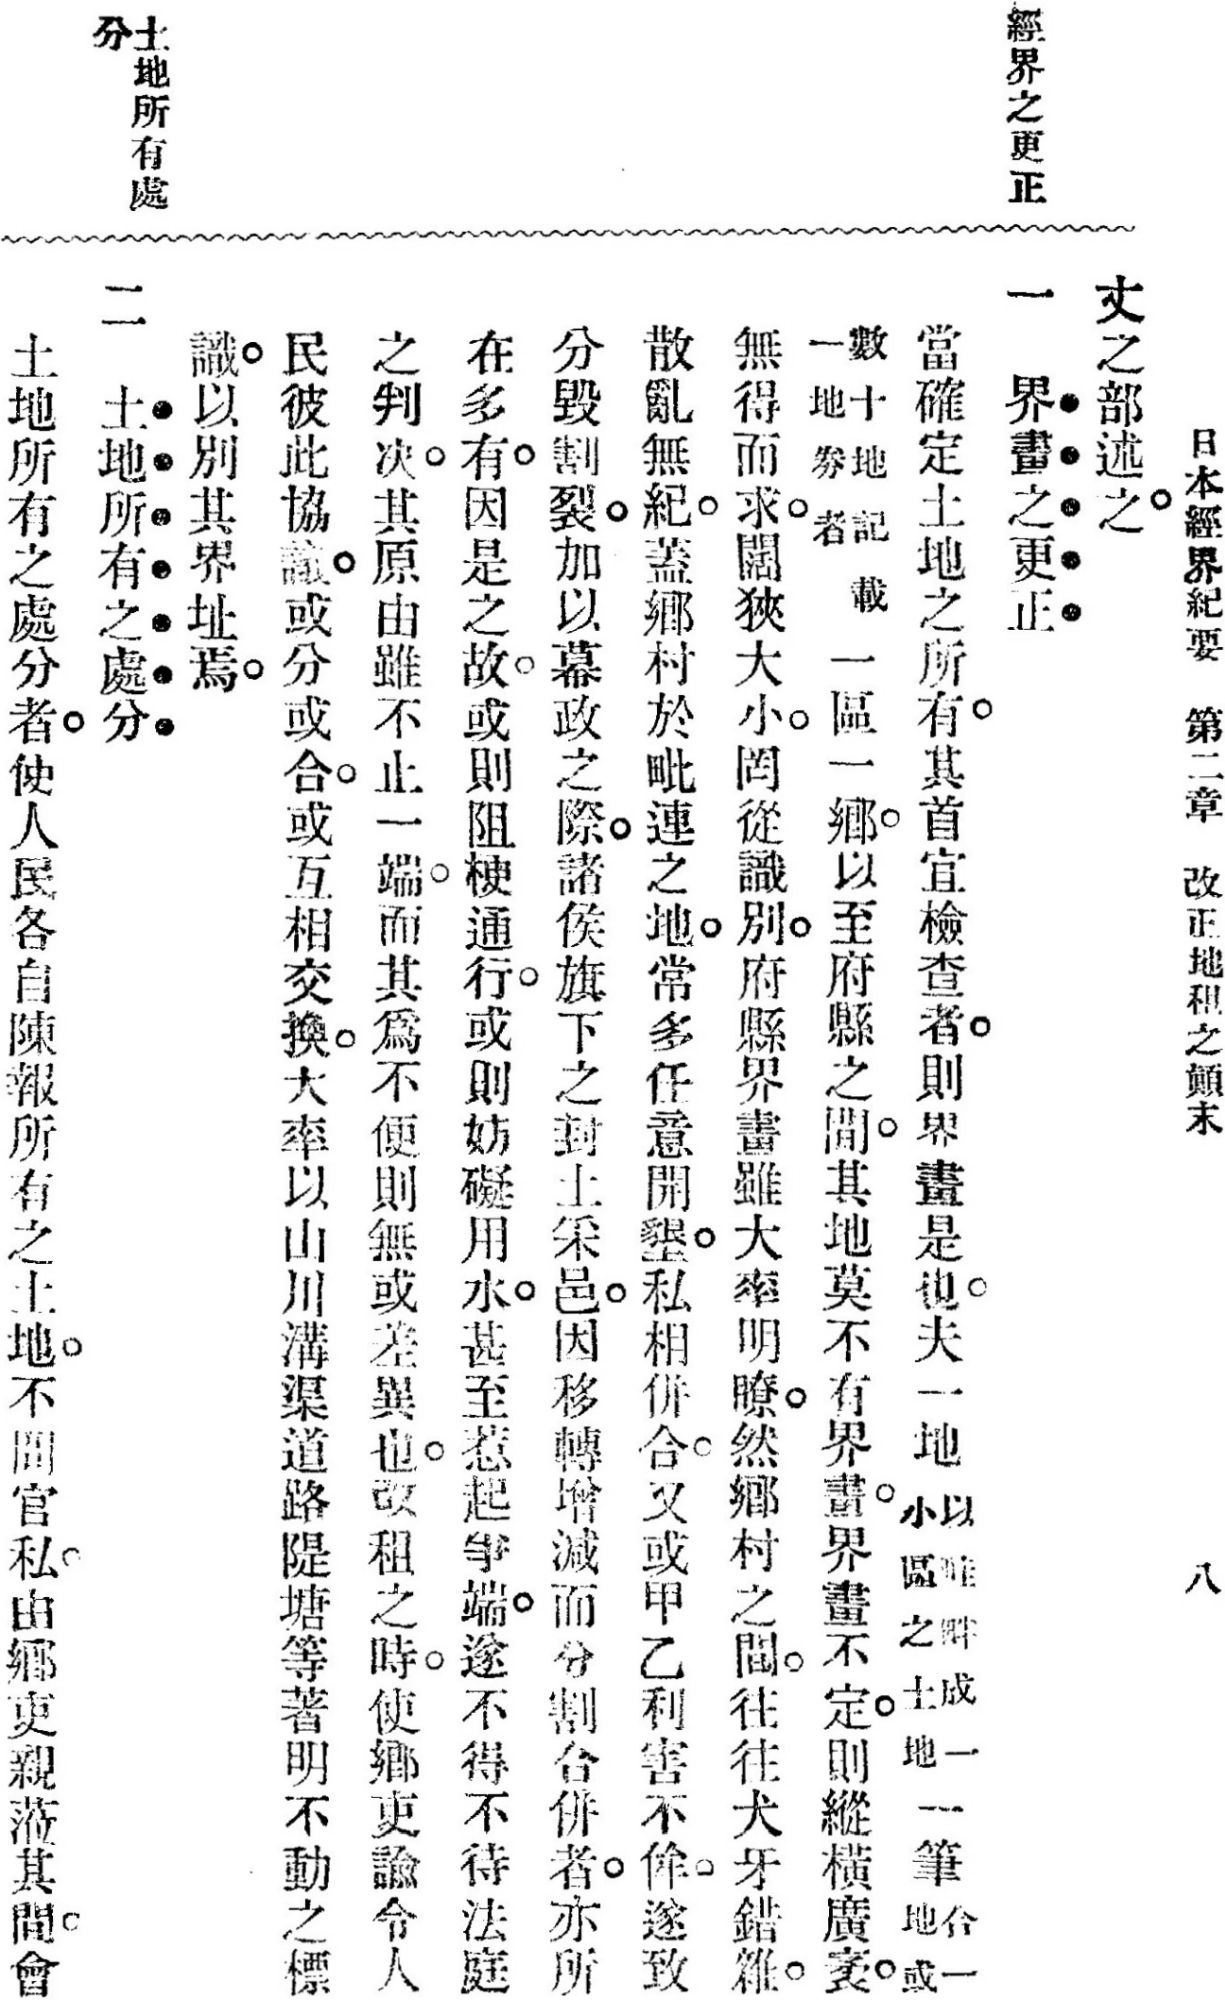 日本經界紀要　第二章　改正地租之顛末　八
經界之更正
土地所有處
分
丈之部述之。
一　界畫之更正
當確定土地之所有。其首宜檢查者。則界畫是也。夫一地以畦畔成一小區之土地一筆合一地或
數十地記載一地劵者一區一鄉。以至府縣之間。其地莫不有界畫。界畫不定。則縱橫廣袤。
無得而求。闊狹大小。罔從識別。府縣界畫雖大率明瞭。然鄉村之間。往往犬牙錯雜。
散亂無紀。蓋鄉村於毗連之地。常多任意開墾。私相併合。又或甲乙利害不侔。遂致
分毀割裂。加以幕政之際。諸侯旗下之封土采邑。因移轉增減而分割合併者。亦所
在多有。因是之故。或則阻梗通行。或則妨礙用水。甚至惹起爭端。遂不得不待法庭
之判決。其原由雖不止一端。而其爲不便則無或差異也。改租之時。使鄉吏諭令人
民彼此協議。或分或合。或互相交換。大率以山川溝渠道路隄塘等著明不動之標
識。以別其界址焉。
二　土地所有之處分
土地所有之處分者。使人民各自陳報所有之土地。不問官私。由鄉吏親蒞其間。會